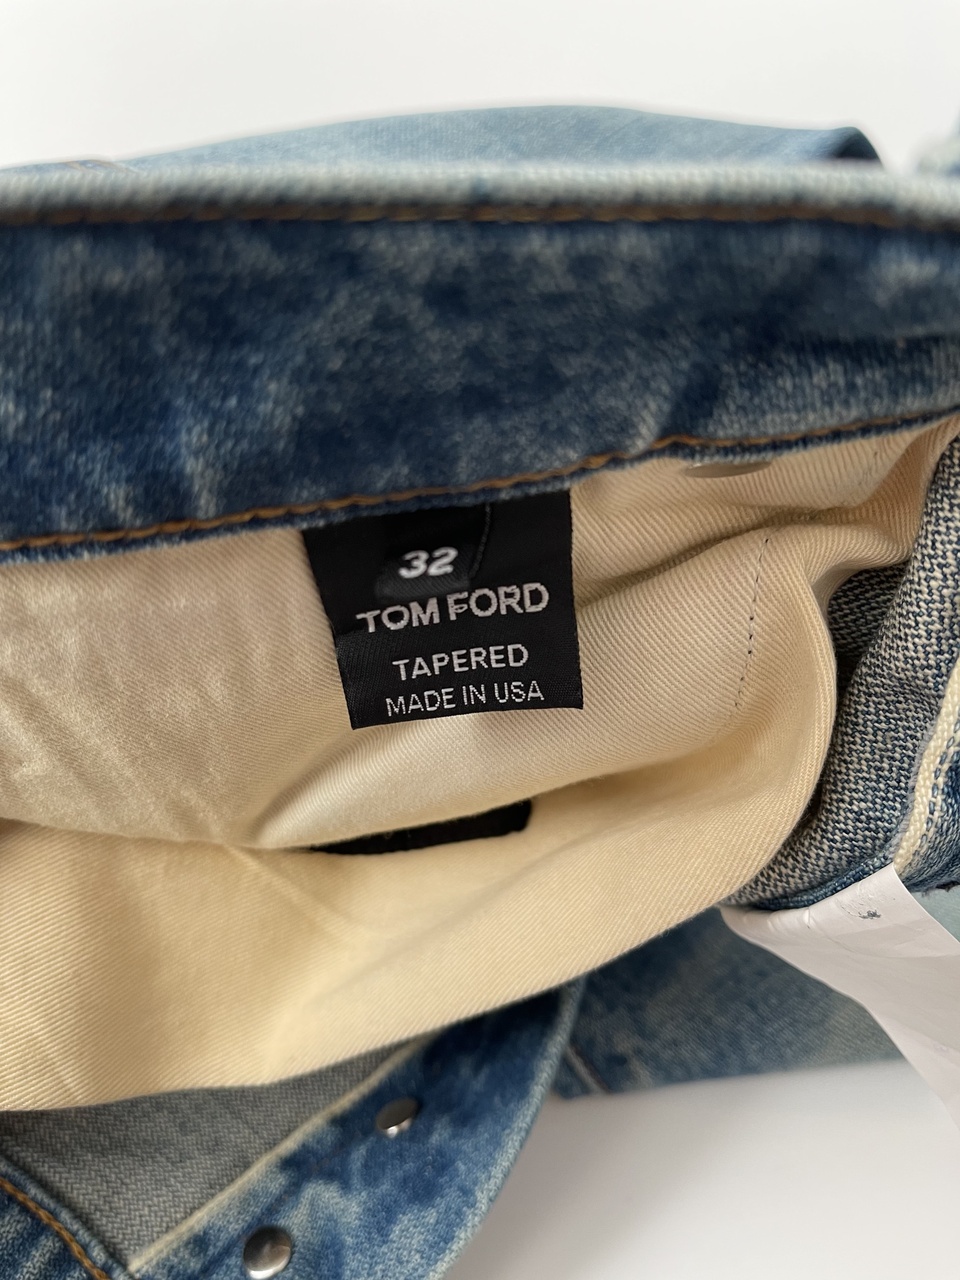 32
TOM FORD
TAPERED
MADE IN USA